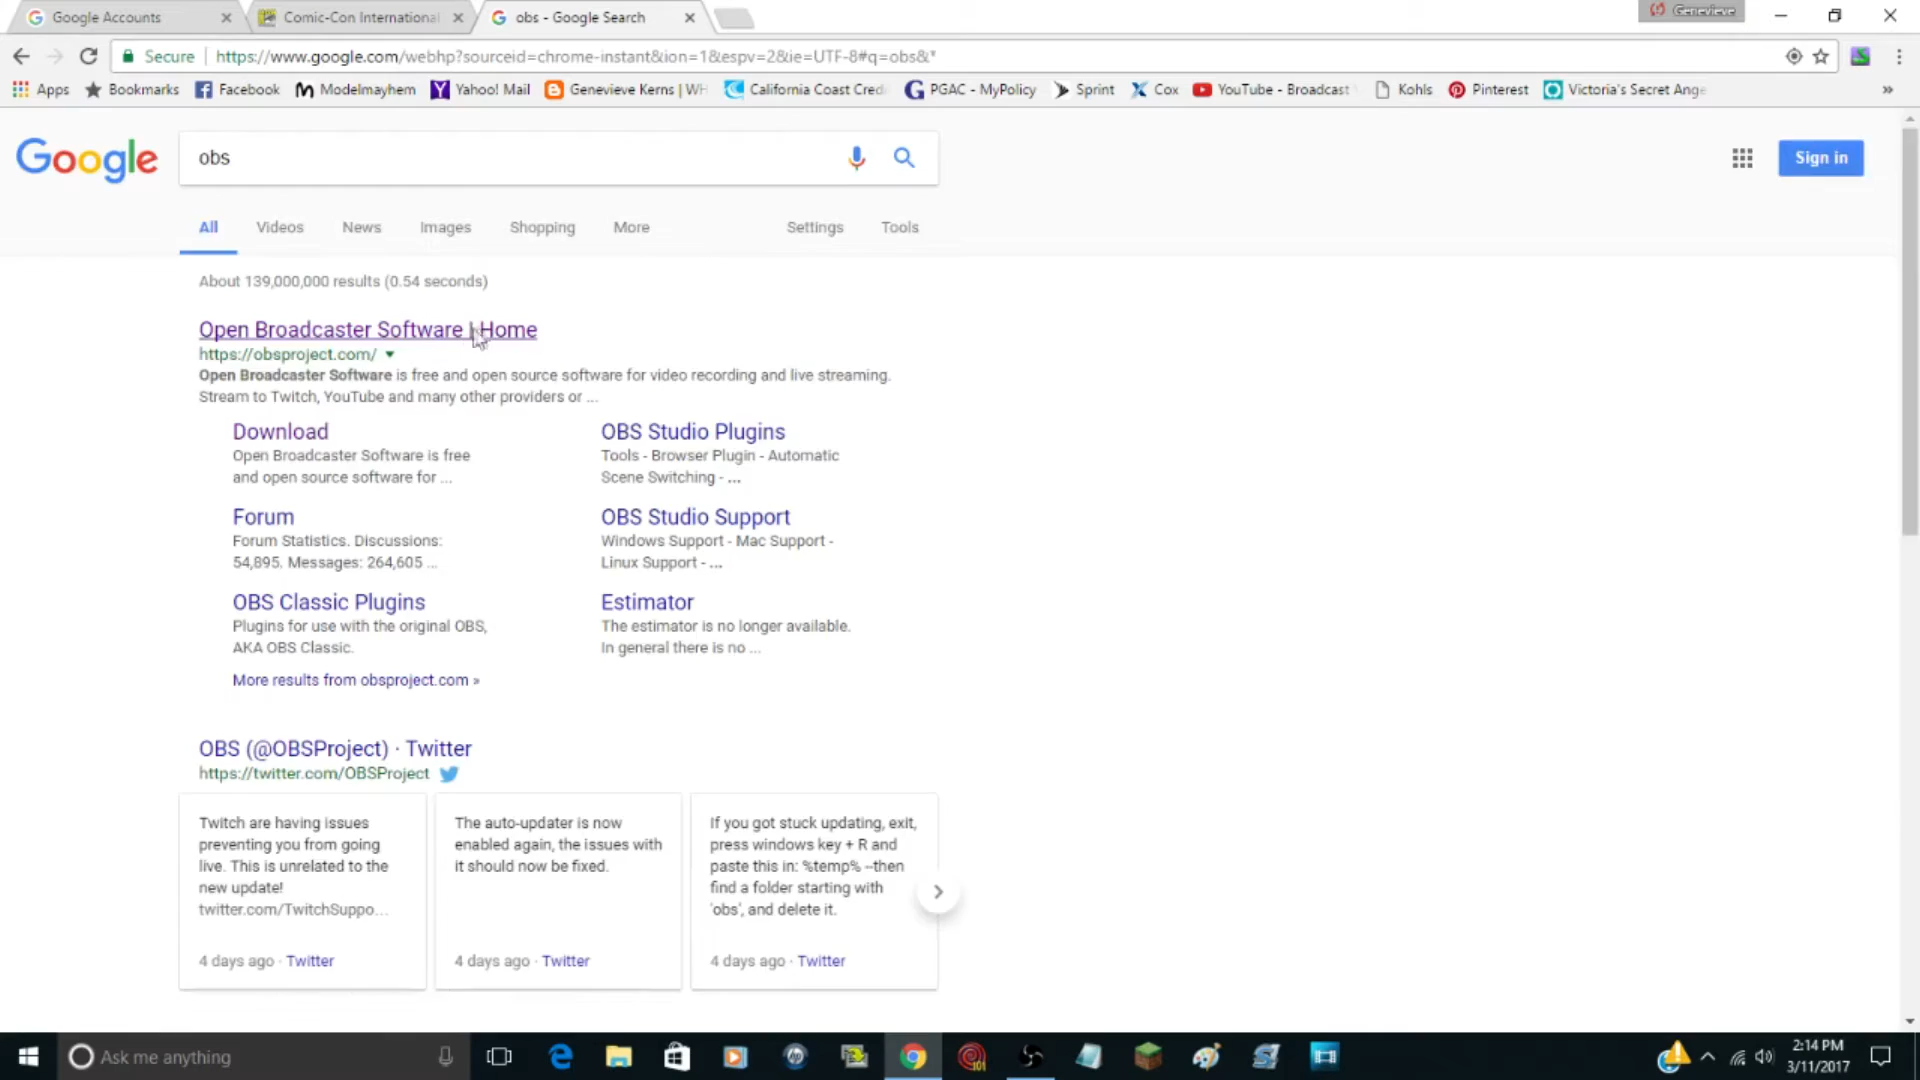 Google Accounts
Comic-Con International
obs - Google Search
Genevieve
Secure
https://www.google.com/webhp?sourceid=chrome-instant&ion=1&espv=2&ie=UTF-8#q=obs&*
Apps
Bookmarks
Facebook
Modelmayhem
Yahoo! Mail
Genevieve Kerns | WH
California Coast Cred
PGAC - MyPolicy
Sprint
Cox
YouTube - Broadcast
Kohls
Pinterest
Victoria's Secret Ange
»
Google
obs
Sign in
All
Videos
News
Images
Shopping
More
Settings
Tools
About 139,000,000 results (0.54 seconds)
Open Broadcaster Software | Home
https://obsproject.com/
Open Broadcaster Software is free and open source software for video recording and live streaming.
Stream to Twitch, YouTube and many other providers or ...
Download
Open Broadcaster Software is free
and open source software for ...
OBS Studio Plugins
Tools - Browser Plugin - Automatic
Scene Switching - ...
Forum
Forum Statistics. Discussions:
54,895. Messages: 264,605 ...
OBS Studio Support
Windows Support - Mac Support -
Linux Support - ...
OBS Classic Plugins
Plugins for use with the original OBS,
AKA OBS Classic.
Estimator
The estimator is no longer available.
In general there is no ...
More results from obsproject.com »
OBS (@OBSProject) · Twitter
https://twitter.com/OBSProject
Twitch are having issues
preventing you from going
live. This is unrelated to the
new update!
twitter.com/TwitchSuppo...
4 days ago · Twitter
The auto-updater is now
enabled again, the issues with
it should now be fixed.
4 days ago · Twitter
If you got stuck updating, exit,
press windows key + R and
paste this in: %temp% --then
find a folder starting with
'obs', and delete it.
4 days ago · Twitter
Ask me anything
101
2:14 PM
3/11/2017